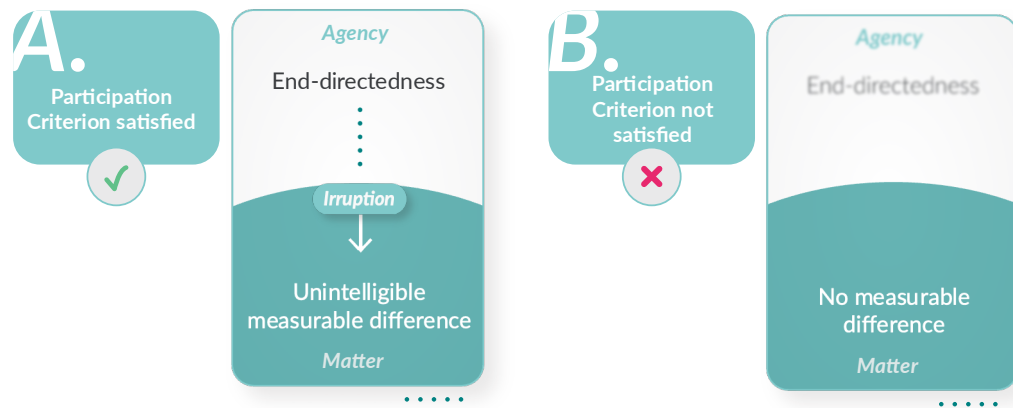 A.
Participation
Criterion satisfied
Agency
End-directedness
Irruption
Unintelligible
measurable difference
Matter
B.
Participation
Criterion not
satisfied
Agency
End-directedness
No measurable
difference
Matter